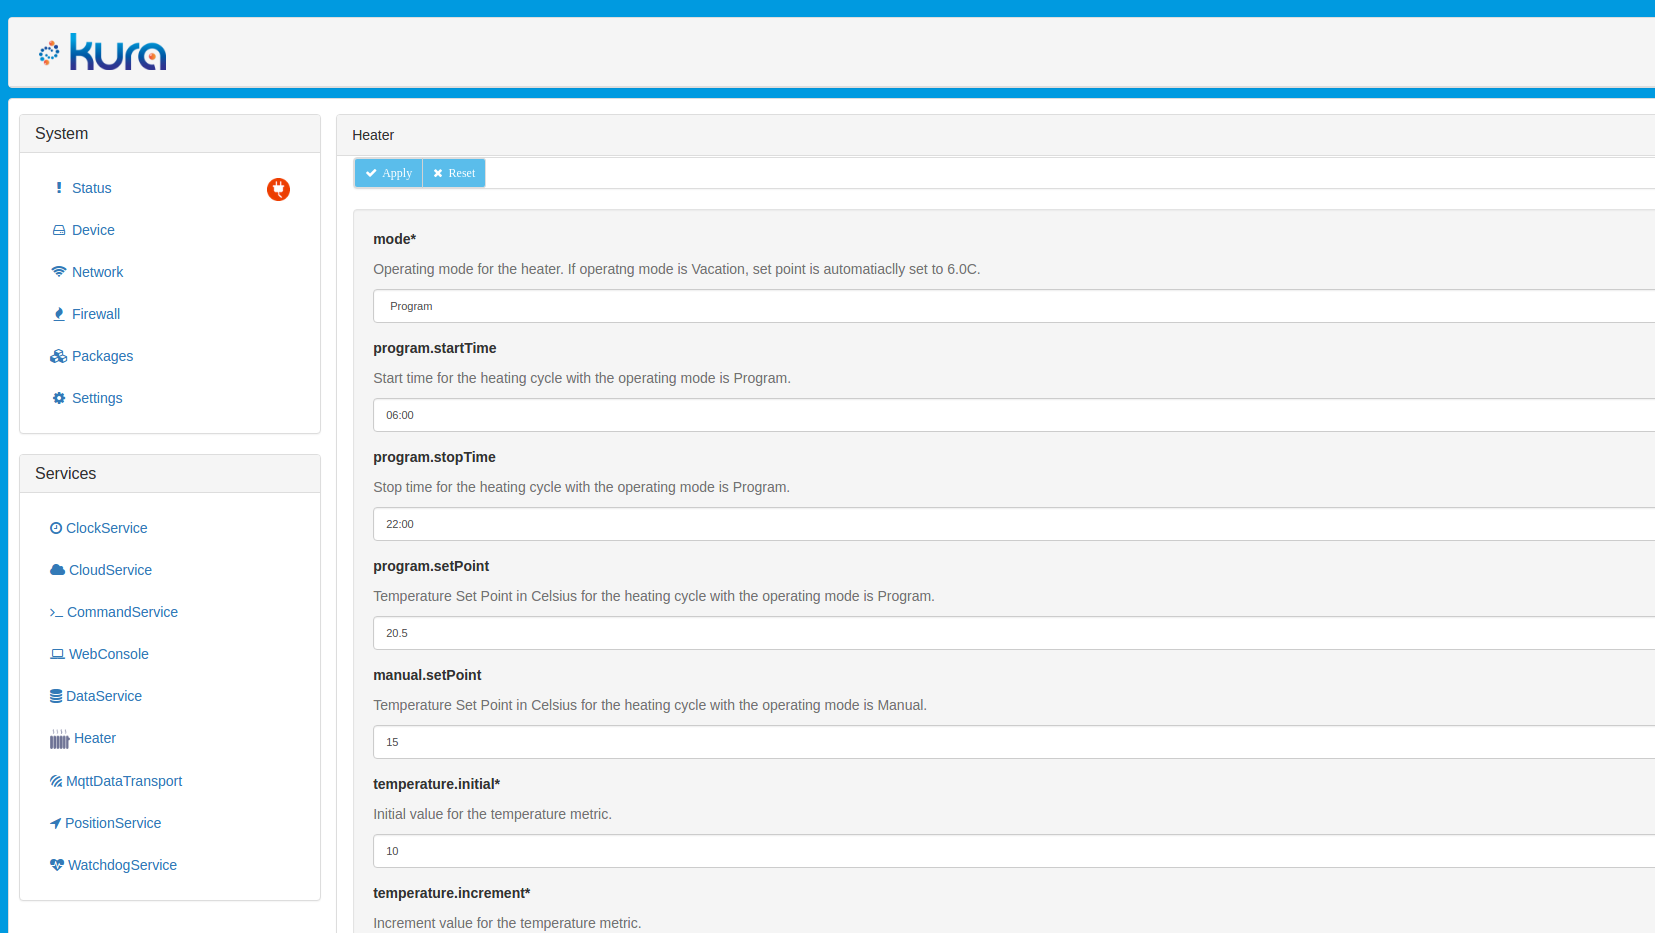 kura
System
Status
Device
Network
Firewall
Packages
Settings
Services
ClockService
CloudService
CommandService
WebConsole
DataService
Heater
MqttDataTransport
PositionService
WatchdogService
Heater
Apply Reset
mode*
Operating mode for the heater. If operatng mode is Vacation, set point is automatiaclly set to 6.0C.
Program
program.startTime
Start time for the heating cycle with the operating mode is Program.
06:00
program.stopTime
Stop time for the heating cycle with the operating mode is Program.
22:00
program.setPoint
Temperature Set Point in Celsius for the heating cycle with the operating mode is Program.
20.5
manual.setPoint
Temperature Set Point in Celsius for the heating cycle with the operating mode is Manual.
15
temperature.initial*
Initial value for the temperature metric.
10
temperature.increment*
Increment value for the temperature metric.